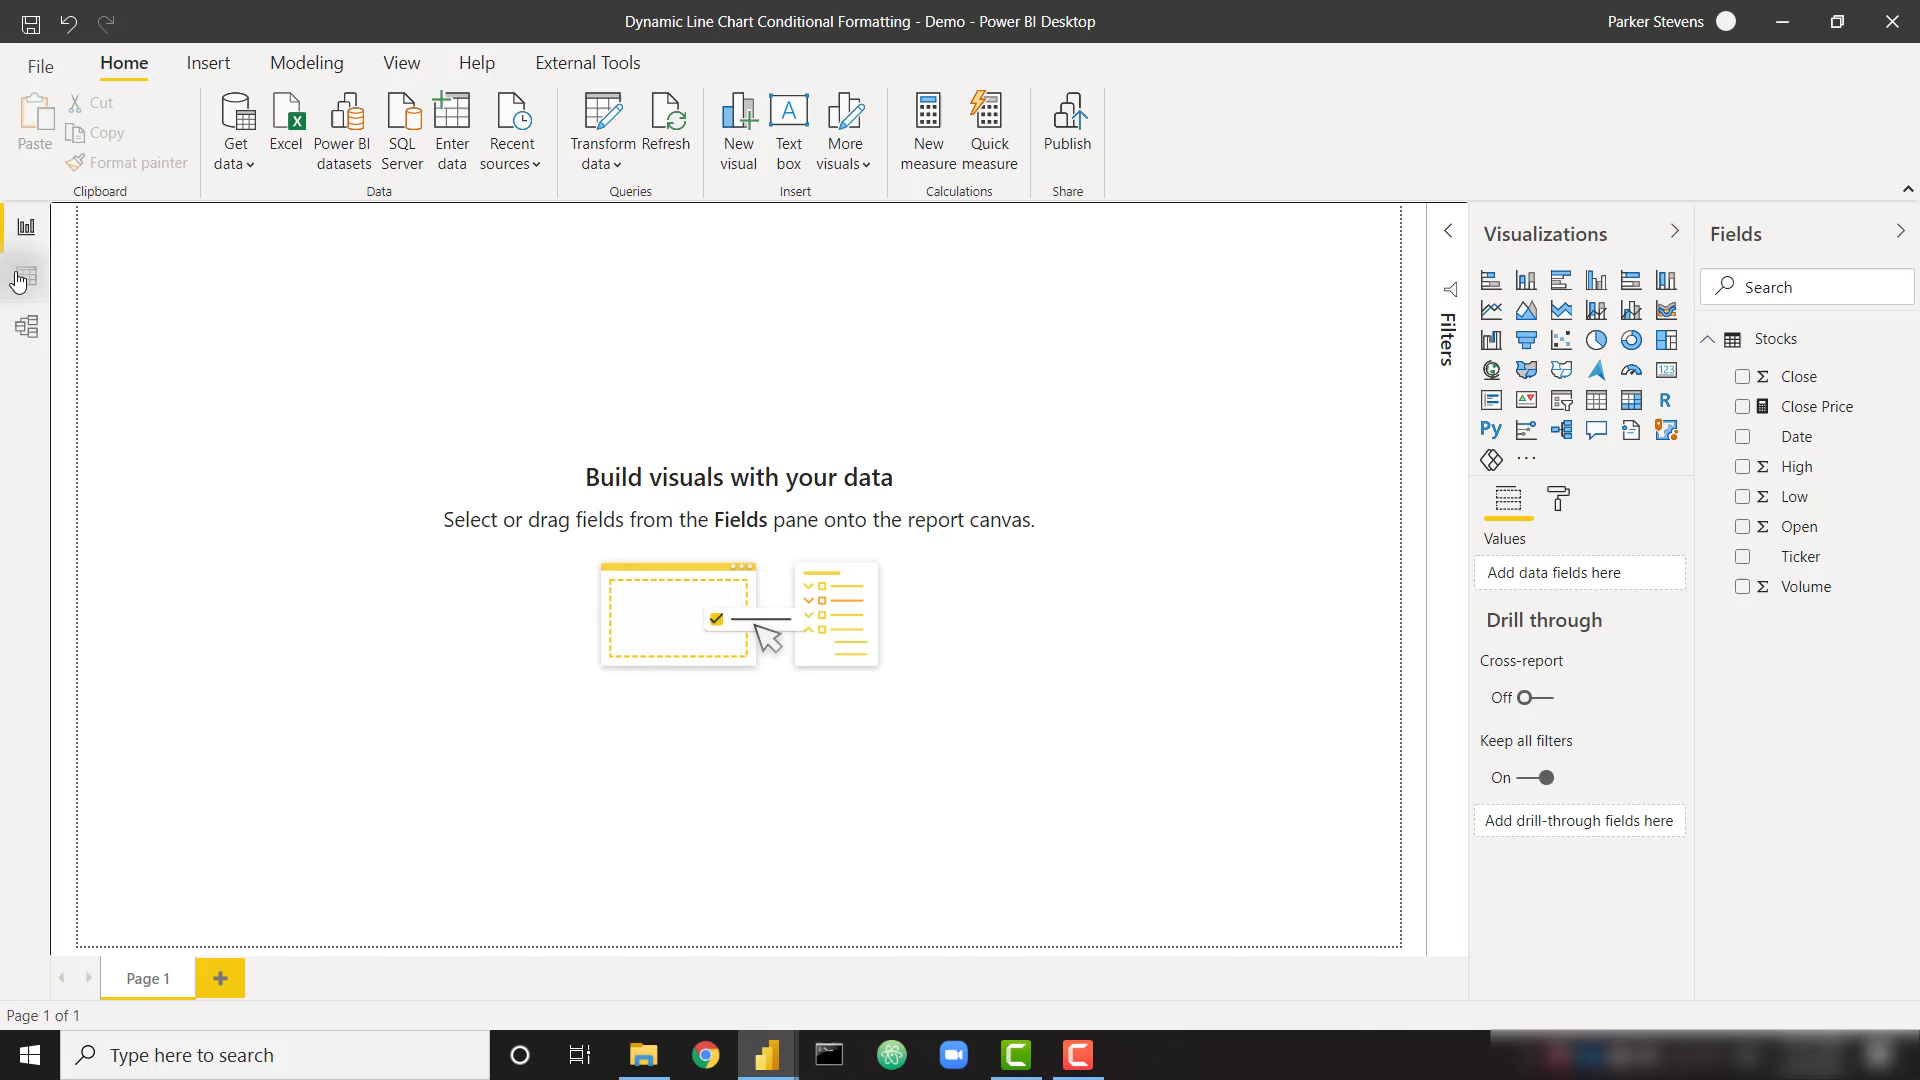 Dynamic Line Chart Conditional Formatting - Demo - Power BI Desktop
Parker Stevens
File
Home
Insert
Modeling
View
Help
External Tools
Paste
Cut
Copy
Format painter
Clipboard
Get
data
Excel
Power BI
datasets
SQL
Server
Enter
data
Recent
sources
Data
Transform
data
Refresh
Queries
New
visual
Text
box
More
visuals
Insert
New
measure
Quick
measure
Calculations
Publish
Share
Build visuals with your data
Select or drag fields from the Fields pane onto the report canvas.
Filters
Visualizations
123
R
Py
Values
Add data fields here
Drill through
Cross-report
Off
Keep all filters
On
Add drill-through fields here
Fields
Search
Stocks
Close
Close Price
Date
High
Low
Open
Ticker
Volume
Page 1
Page 1 of 1
Type here to search